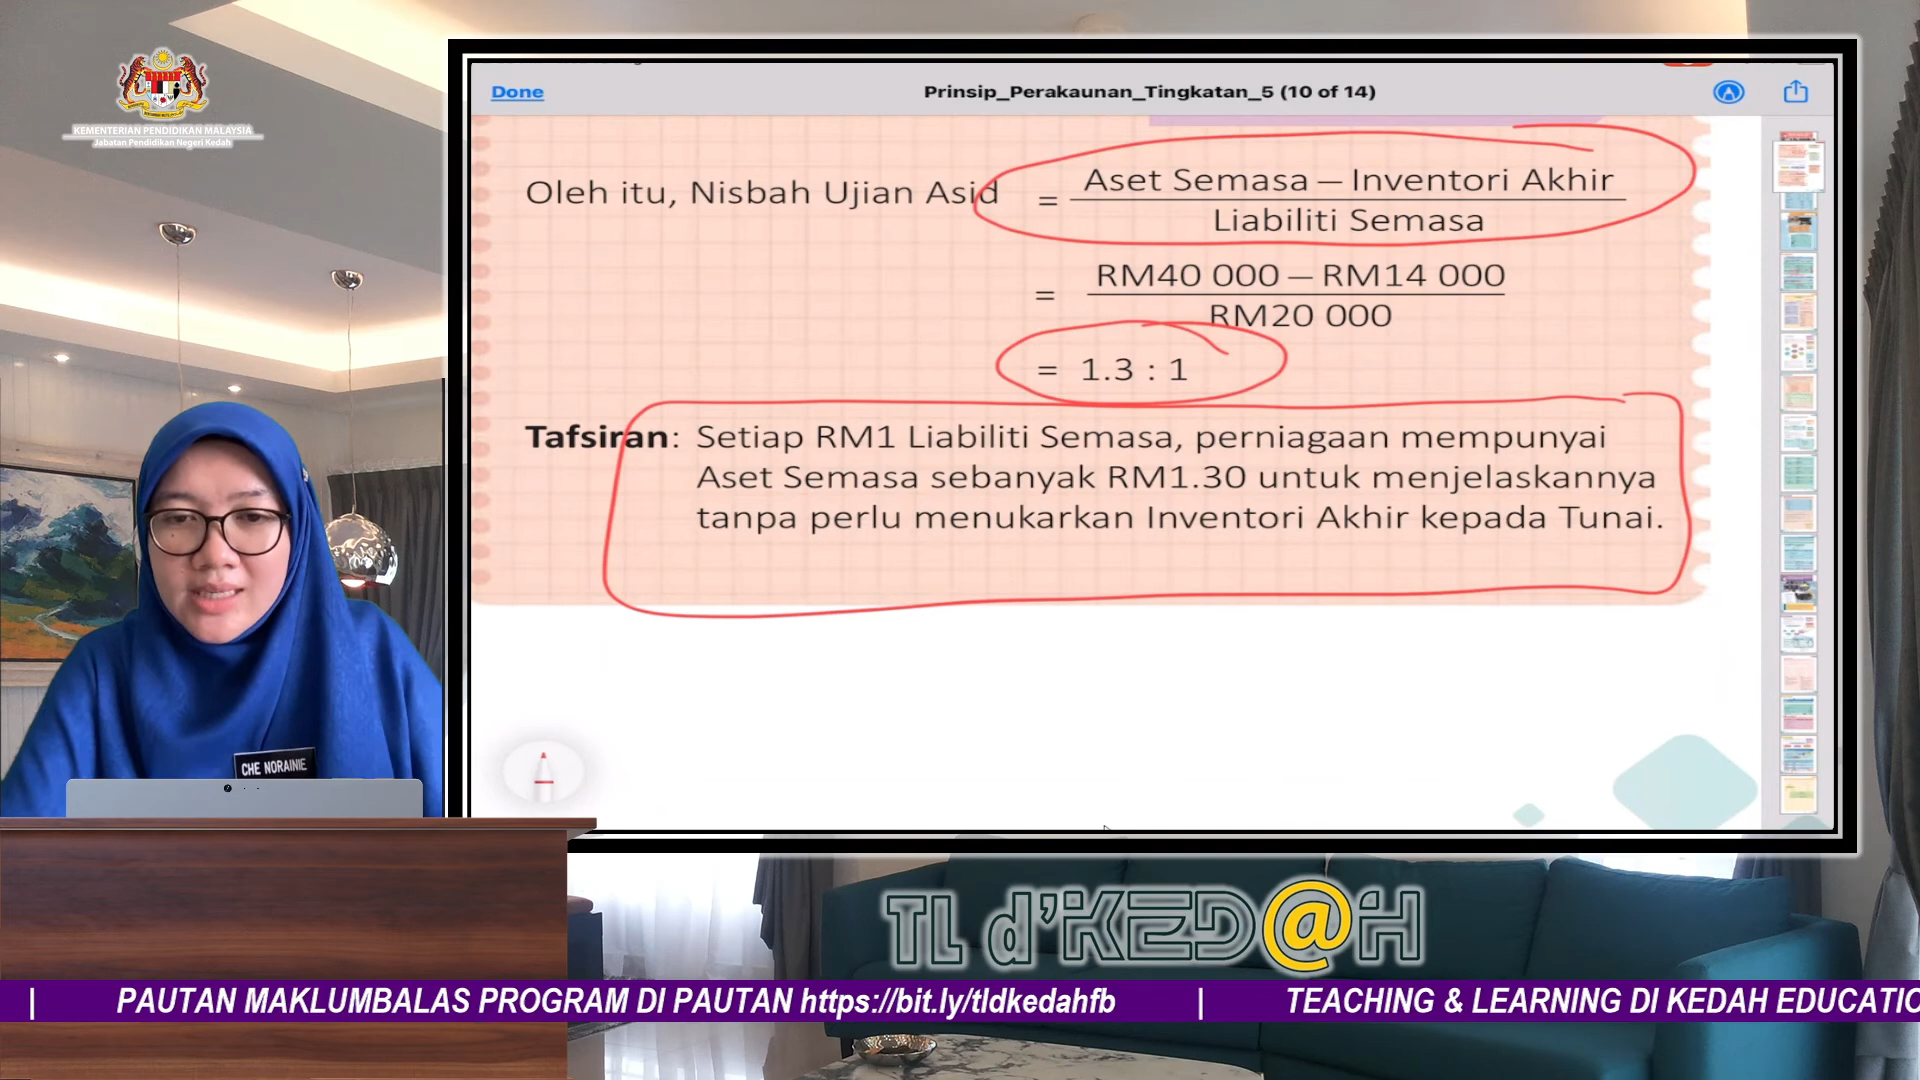 KEMENTERIAN PENDIDIKAN MALAYSIA
Jabatan Pendidikan Negeri Kedah
Done
Prinsip_Perakaunan_Tingkatan_5 (10 of 14)
Oleh itu, Nisbah Ujian Asid = Aset Semasa – Inventori Akhir
Liabiliti Semasa
= RM40 000 – RM14 000
RM20 000
= 1.3 : 1
Tafsiran: Setiap RM1 Liabiliti Semasa, perniagaan mempunyai
Aset Semasa sebanyak RM1.30 untuk menjelaskannya
tanpa perlu menukarkan Inventori Akhir kepada Tunai.
CHE NORAINIE
TL d'KED@H
| PAUTAN MAKLUMBALAS PROGRAM DI PAUTAN https://bit.ly/tldkedahfb | TEACHING & LEARNING DI KEDAH EDUCATIO